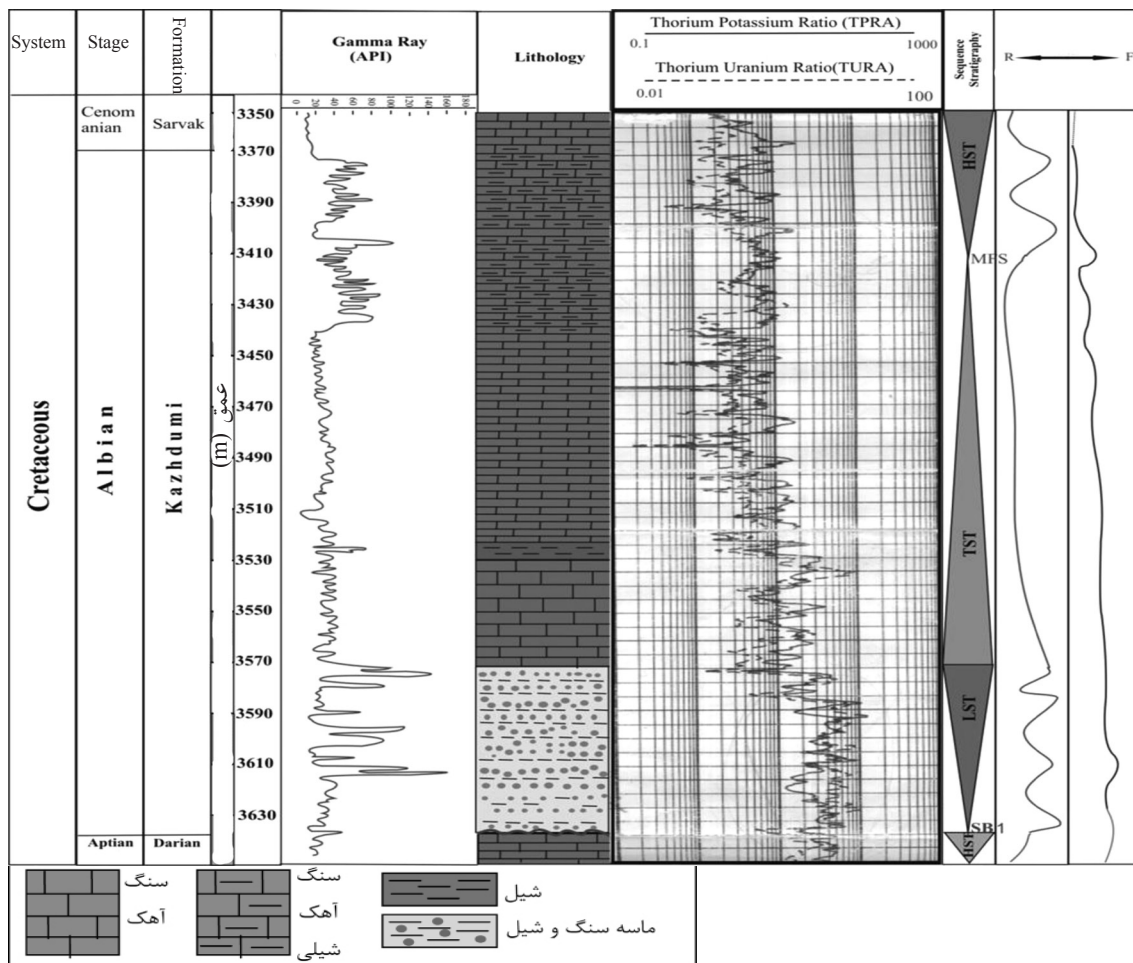 System
Stage
Formation
Gamma Ray
(API)
Lithology
Thorium Potassium Ratio (TPRA)
0.1 1000
Thorium Uranium Ratio(TURA)
0.01 100
Sequence
Stratigraphy
R F
0 20 40 60 80 100 120 140 160 180
Cretaceous
Cenom
anian
Albian
Aptian
Sarvak
Kazhdumi
Darian
عمق
(m)
3350
3370
3390
3410
3430
3450
3470
3490
3510
3530
3550
3570
3590
3610
3630
HST
MFS
TST
LST
SB1
HST
سنگ
آهک
سنگ
آهک
شیلی
شیل
ماسه سنگ و شیل